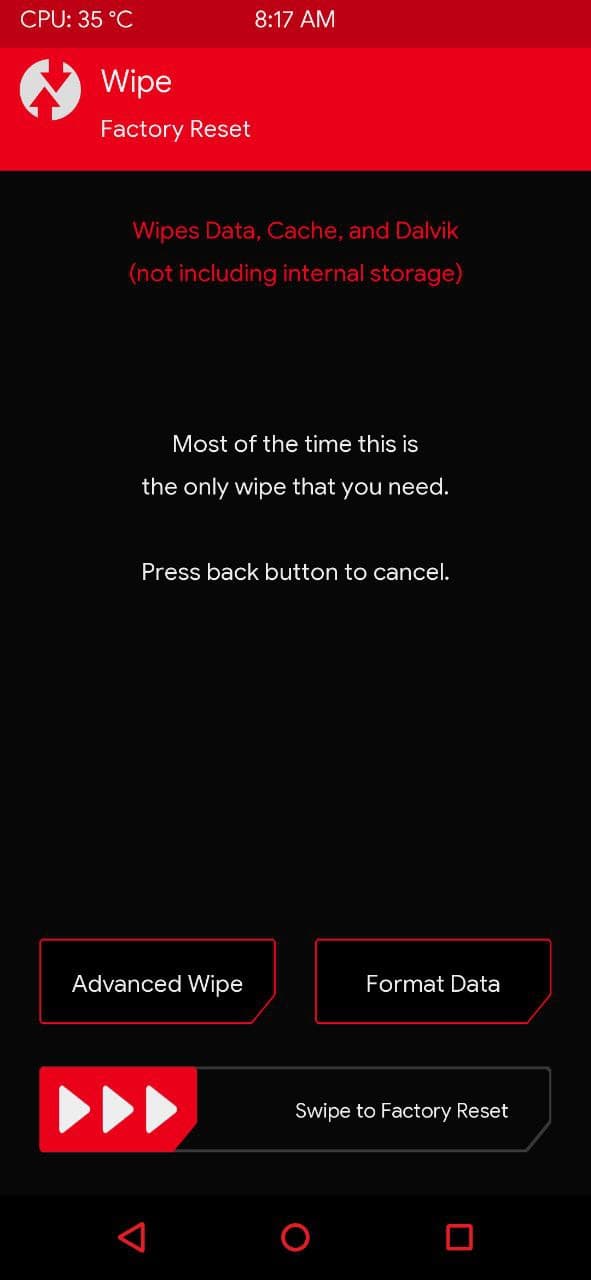 CPU: 35 °C 8:17 AM
Wipe
Factory Reset
Wipes Data, Cache, and Dalvik
(not including internal storage)
Most of the time this is
the only wipe that you need.
Press back button to cancel.
Advanced Wipe Format Data
Swipe to Factory Reset